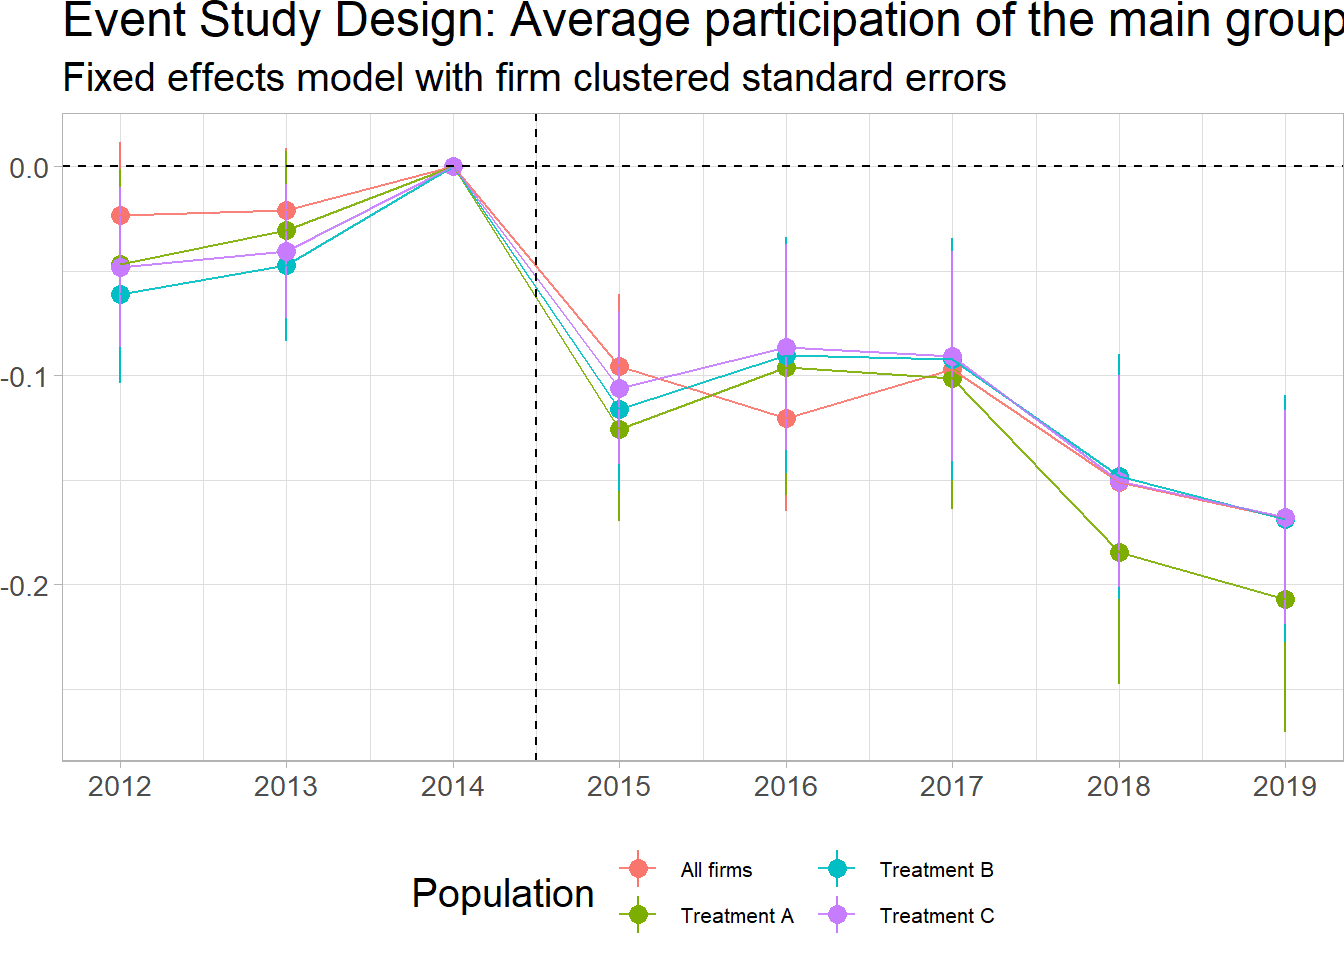 Event Study Design: Average participation of the main group
Fixed effects model with firm clustered standard errors
0.0
-0.1
-0.2
2012 2013 2014 2015 2016 2017 2018 2019
Population
All firms Treatment B
Treatment A Treatment C